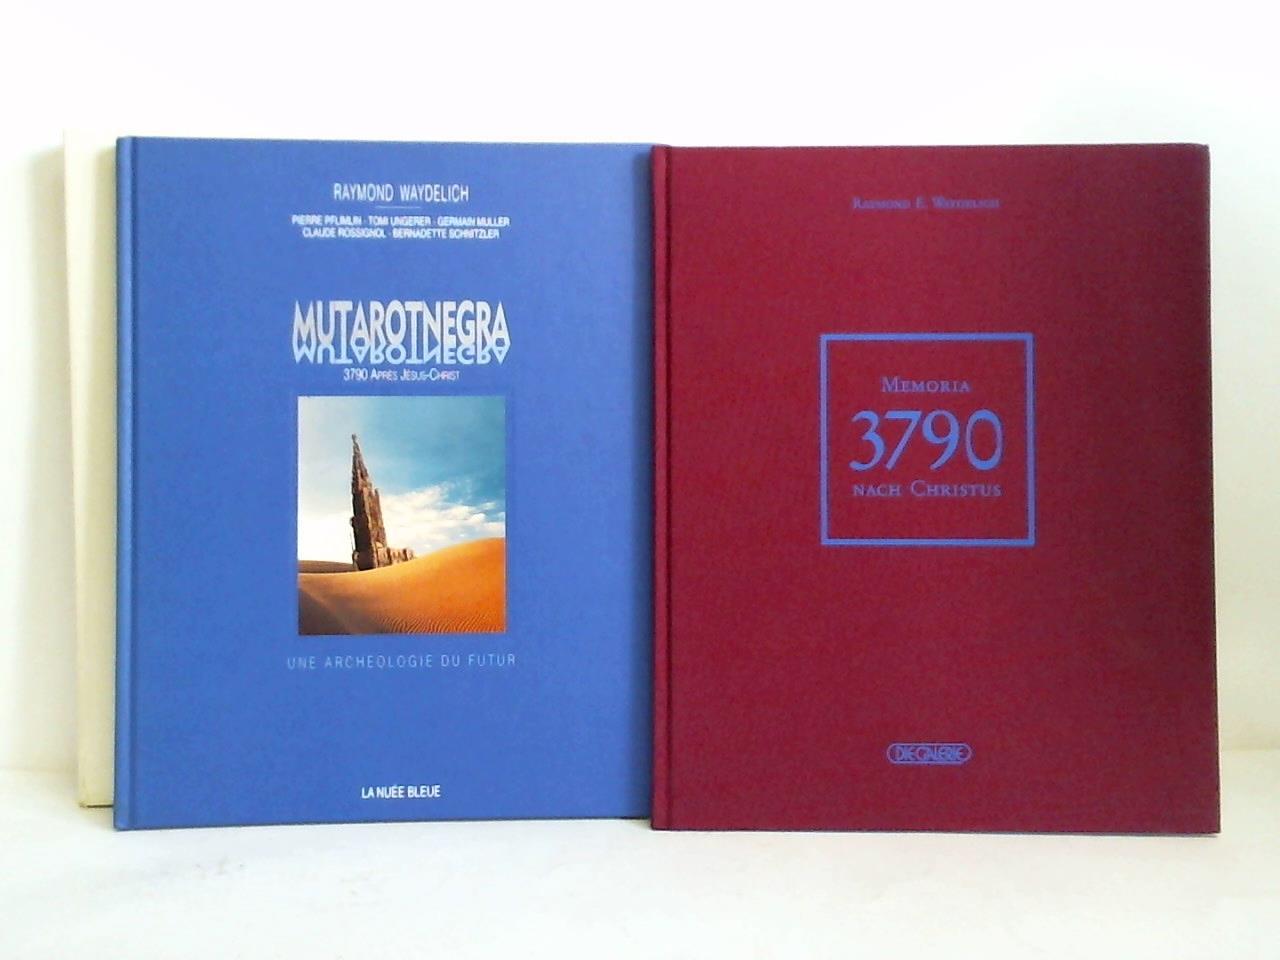 RAYMOND WAYDELICH
PIERRE PFLIMLIN · TOMI UNGERER · GERMAIN MULLER
CLAUDE ROSSIGNOL · BERNADETTE SCHNITZLER
MUTAROTNEGRA
MUTAROTNEGRA
3790 APRÈS JÉSUS-CHRIST
UNE ARCHEOLOGIE DU FUTUR
LA NUÉE BLEUE
RAYMOND E. WAYDELICH
MEMORIA
3790
NACH CHRISTUS
DIE GALERIE